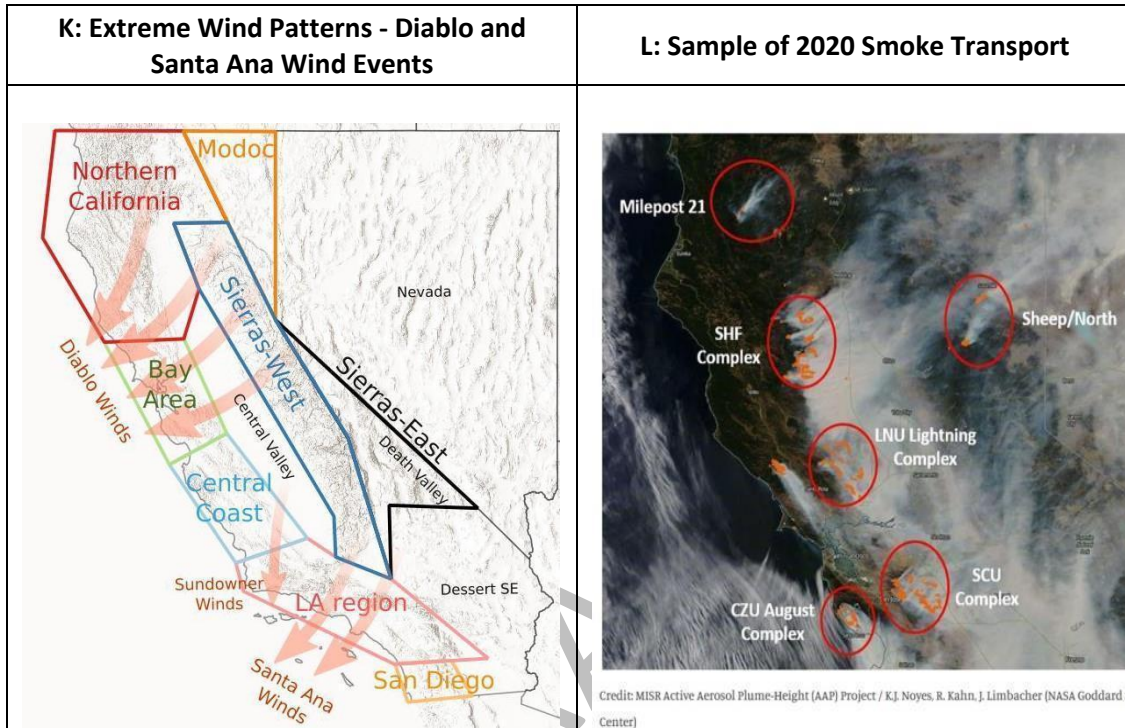 K: Extreme Wind Patterns - Diablo and
Santa Ana Wind Events
L: Sample of 2020 Smoke Transport
Modoc
Northern
California
Nevada
Sierras-West
Sierras-East
Diablo Winds
Bay
Area
Central Valley
Death Valley
Central
Coast
Sundowner
Winds
LA region
Dessert SE
Santa Ana
Winds
San Diego
Milepost 21
SHF
Complex
Sheep/North
LNU Lightning
Complex
SCU
Complex
CZU August
Complex
Credit: MISR Active Aerosol Plume-Height (AAP) Project / K.J. Noyes, R. Kahn, J. Limbacher (NASA Goddard
Center)